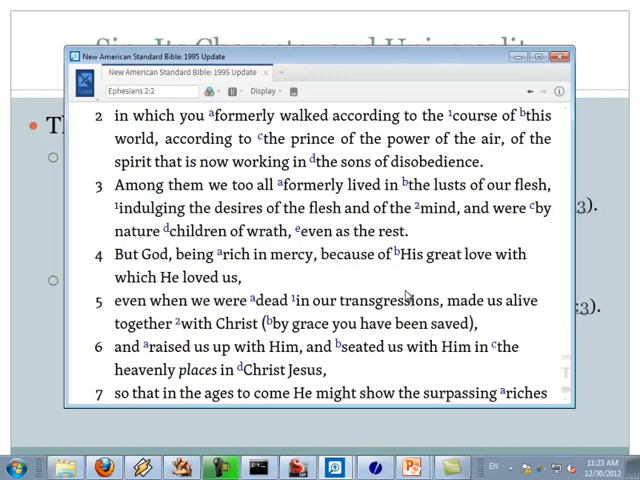 Sin: Its Character and Universality
New American Standard Bible: 1995 Update
New American Standard Bible: 1995 Update
Ephesians 2:2
Display
2 in which you aformerly walked according to the 1course of bthis
world, according to cthe prince of the power of the air, of the
spirit that is now working in dthe sons of disobedience.
3 Among them we too all aformerly lived in bthe lusts of our flesh,
1indulging the desires of the flesh and of the 2mind, and were cby
nature dchildren of wrath, eeven as the rest.
4 But God, being arich in mercy, because of bHis great love with
which He loved us,
5 even when we were adead 1in our transgressions, made us alive
together 2with Christ (bby grace you have been saved),
6 and araised us up with Him, and bseated us with Him in cthe
heavenly places in dChrist Jesus,
7 so that in the ages to come He might show the surpassing ariches
:3).
:3).
EN
11:23 AM
12/30/2012